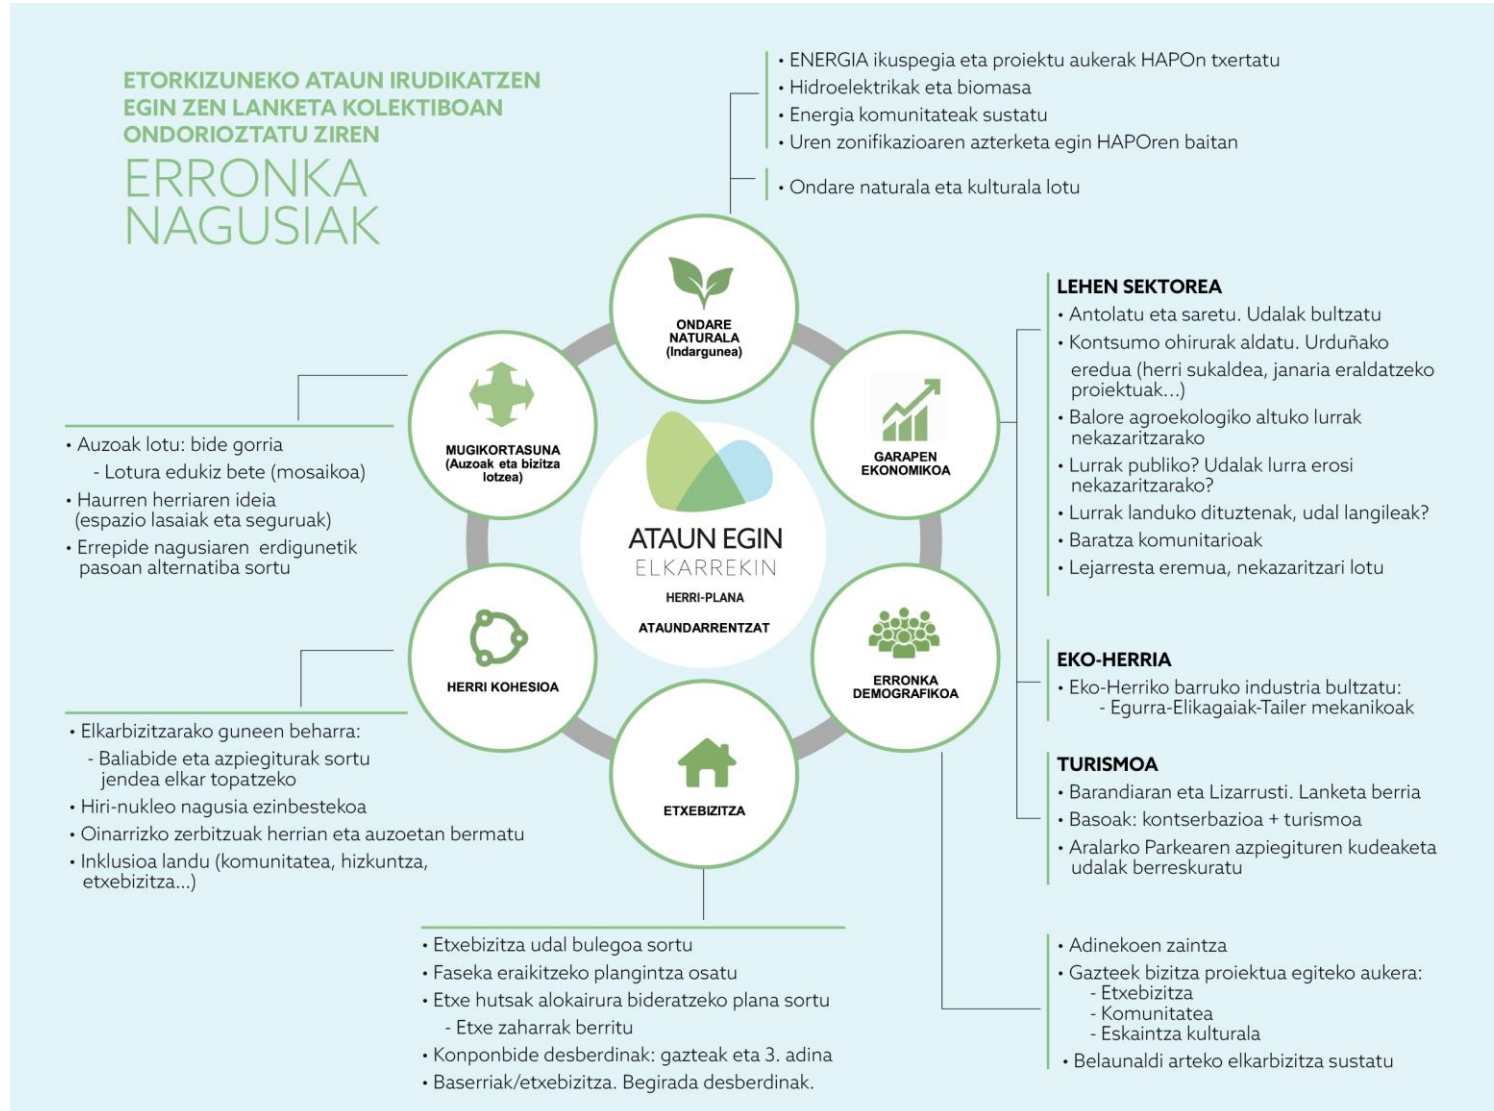 ETORKIZUNEKO ATAUN IRUDIKATZEN
EGIN ZEN LANKETA KOLEKTIBOAN
ONDORIOZTATU ZIREN
ERRONKA
NAGUSIAK
• ENERGIA ikuspegia eta proiektu aukerak HAPOn txertatu
• Hidroelektrikak eta biomasa
• Energia komunitateak sustatu
• Uren zonifikazioaren azterketa egin HAPOren baitan
• Ondare naturala eta kulturala lotu
ONDARE
NATURALA
(Indargunea)
LEHEN SEKTOREA
• Antolatu eta saretu. Udalak bultzatu
• Kontsumo ohirurak aldatu. Urduñako
eredua (herri sukaldea, janaria eraldatzeko
proiektuak...)
• Balore agroekologiko altuko lurrak
nekazaritzarako
• Lurrak publiko? Udalak lurra erosi
nekazaritzarako?
• Lurrak landuko dituztenak, udal langileak?
• Baratza komunitarioak
• Lejarresta eremua, nekazaritzari lotu
GARAPEN
EKONOMIKOA
MUGIKORTASUNA
(Auzoak eta bizitza
lotzea)
• Auzoak lotu: bide gorria
- Lotura edukiz bete (mosaikoa)
• Haurren herriaren ideia
(espazio lasaiak eta seguruak)
• Errepide nagusiaren erdigunetik
pasoan alternatiba sortu
ATAUN EGIN
ELKARREKIN
HERRI-PLANA
ATAUNDARRENTZAT
EKO-HERRIA
• Eko-Herriko barruko industria bultzatu:
- Egurra-Elikagaiak-Tailer mekanikoak
TURISMOA
• Barandiaran eta Lizarrusti. Lanketa berria
• Basoak: kontserbazioa + turismoa
• Aralarko Parkearen azpiegituren kudeaketa
udalak berreskuratu
ERRONKA
DEMOGRAFIKOA
HERRI KOHESIOA
• Elkarbizitzarako guneen beharra:
- Baliabide eta azpiegiturak sortu
jendea elkar topatzeko
• Hiri-nukleo nagusia ezinbestekoa
• Oinarrizko zerbitzuak herrian eta auzoetan bermatu
• Inklusioa landu (komunitatea, hizkuntza,
etxebizitza...)
ETXEBIZITZA
• Etxebizitza udal bulegoa sortu
• Faseka eraikitzeko plangintza osatu
• Etxe hutsak alokairura bideratzeko plana sortu
- Etxe zaharrak berritu
• Konponbide desberdinak: gazteak eta 3. adina
• Baserriak/etxebizitza. Begirada desberdinak.
• Adinekoen zaintza
• Gazteek bizitza proiektua egiteko aukera:
- Etxebizitza
- Komunitatea
- Eskaintza kulturala
• Belaunaldi arteko elkarbizitza sustatu